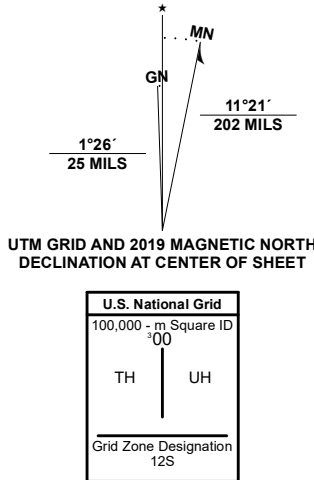 ★
MN
GN
11°21´
202 MILS
1°26´
25 MILS
UTM GRID AND 2019 MAGNETIC NORTH
DECLINATION AT CENTER OF SHEET
U.S. National Grid
100,000 - m Square ID
³00
TH UH
Grid Zone Designation
12S